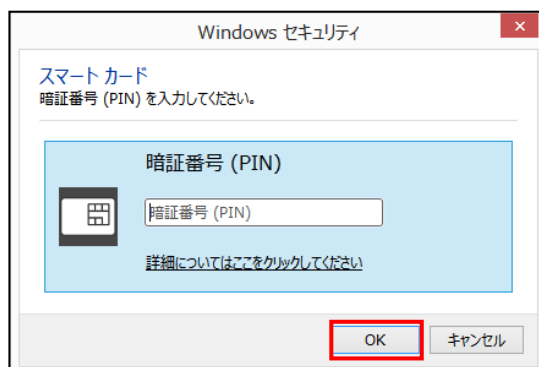 Windows セキュリティ
スマート カード
暗証番号 (PIN) を入力してください。
暗証番号 (PIN)
暗証番号 (PIN)
詳細についてはここをクリックしてください
OK
キャンセル